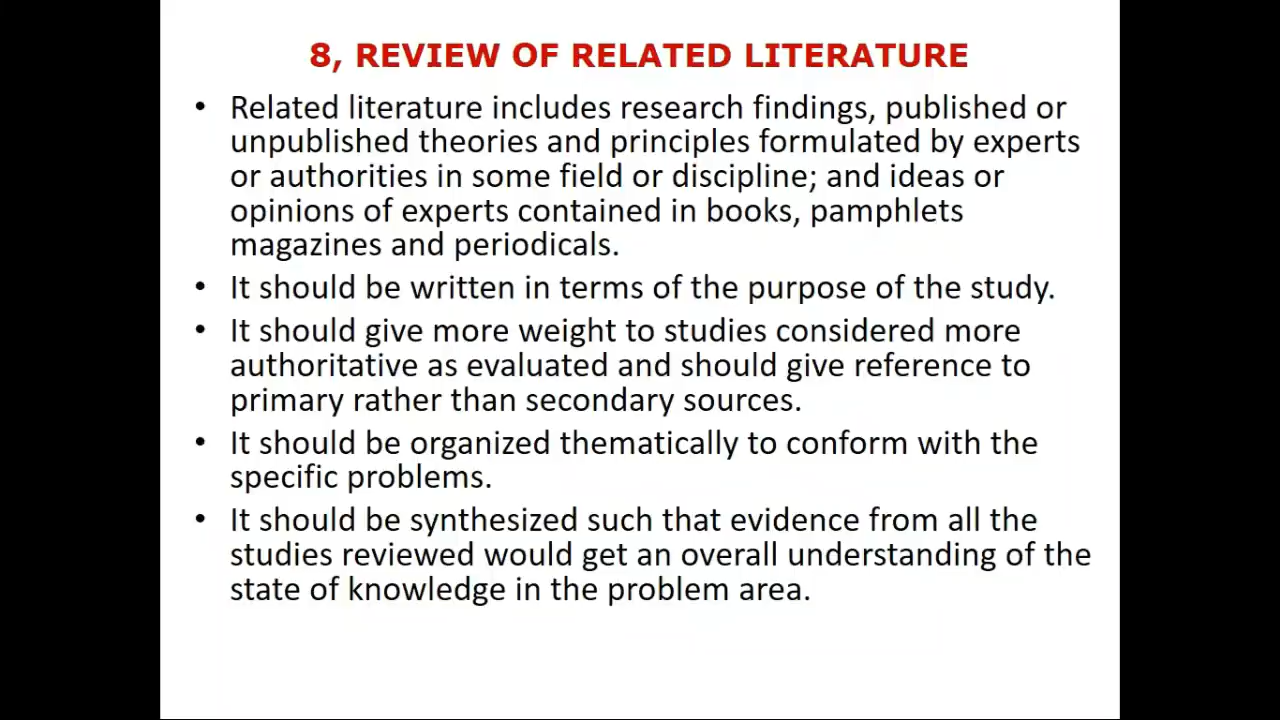 8, REVIEW OF RELATED LITERATURE
• Related literature includes research findings, published or
unpublished theories and principles formulated by experts
or authorities in some field or discipline; and ideas or
opinions of experts contained in books, pamphlets
magazines and periodicals.
• It should be written in terms of the purpose of the study.
• It should give more weight to studies considered more
authoritative as evaluated and should give reference to
primary rather than secondary sources.
• It should be organized thematically to conform with the
specific problems.
• It should be synthesized such that evidence from all the
studies reviewed would get an overall understanding of the
state of knowledge in the problem area.